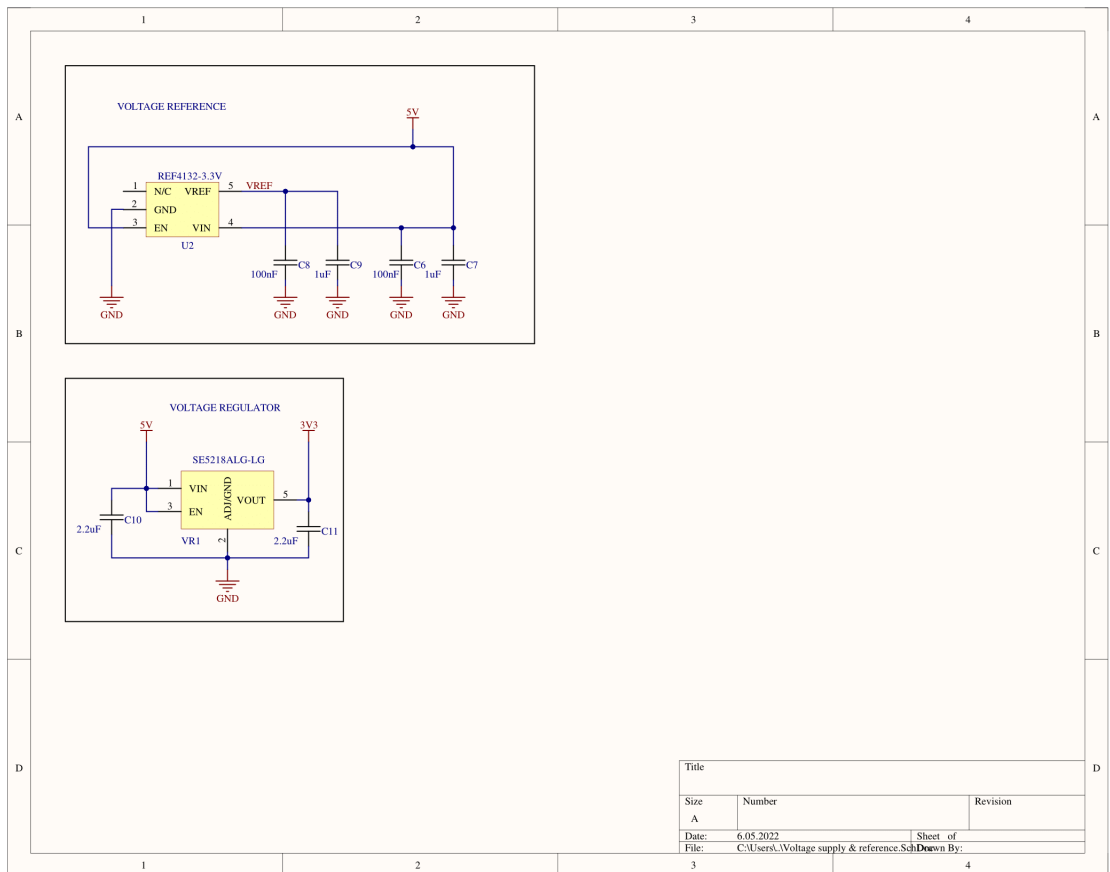 1 2 3 4
A A
VOLTAGE REFERENCE
5V
REF4132-3.3V
1 N/C VREF 5 VREF
2 GND
3 EN VIN 4
U2
C8 C9 C6 C7
100nF 1uF 100nF 1uF
GND GND GND GND GND
B B
VOLTAGE REGULATOR
5V 3V3
SE5218ALG-LG
1 VIN
ADJ/GND
VOUT 5
3 EN
C10
2.2uF
C11
2.2uF
VR1
2
GND
C C
D D
Title
Size Number Revision
A
Date: 6.05.2022 Sheet of
File: C:\Users\..\Voltage supply & reference.SchDoc Drawn By:
1 2 3 4